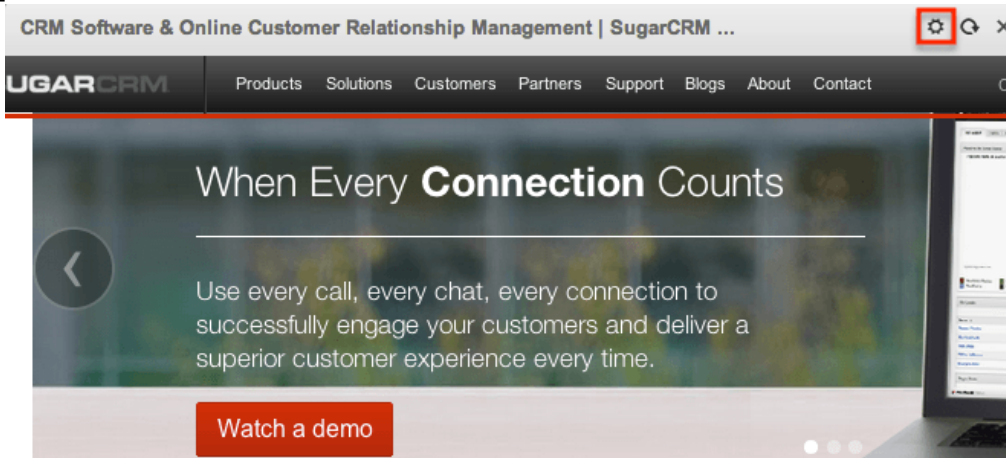 CRM Software & Online Customer Relationship Management | SugarCRM ...
UGARCRM Products Solutions Customers Partners Support Blogs About Contact
When Every Connection Counts
Use every call, every chat, every connection to
successfully engage your customers and deliver a
superior customer experience every time.
Watch a demo